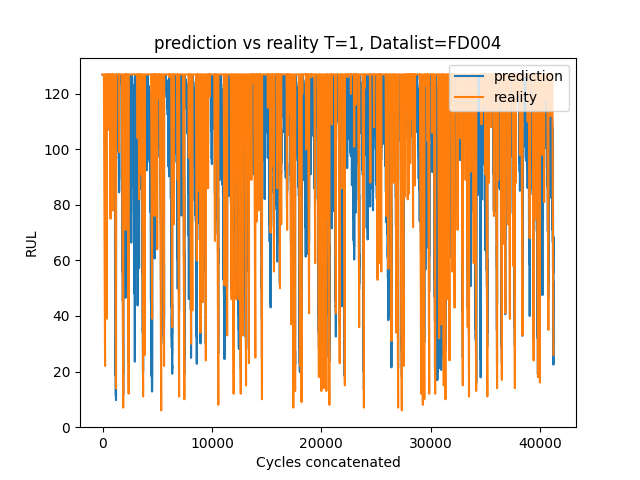 prediction vs reality T=1, Datalist=FD004
prediction
reality
120
100
80
60
40
20
0
RUL
0 10000 20000 30000 40000
Cycles concatenated